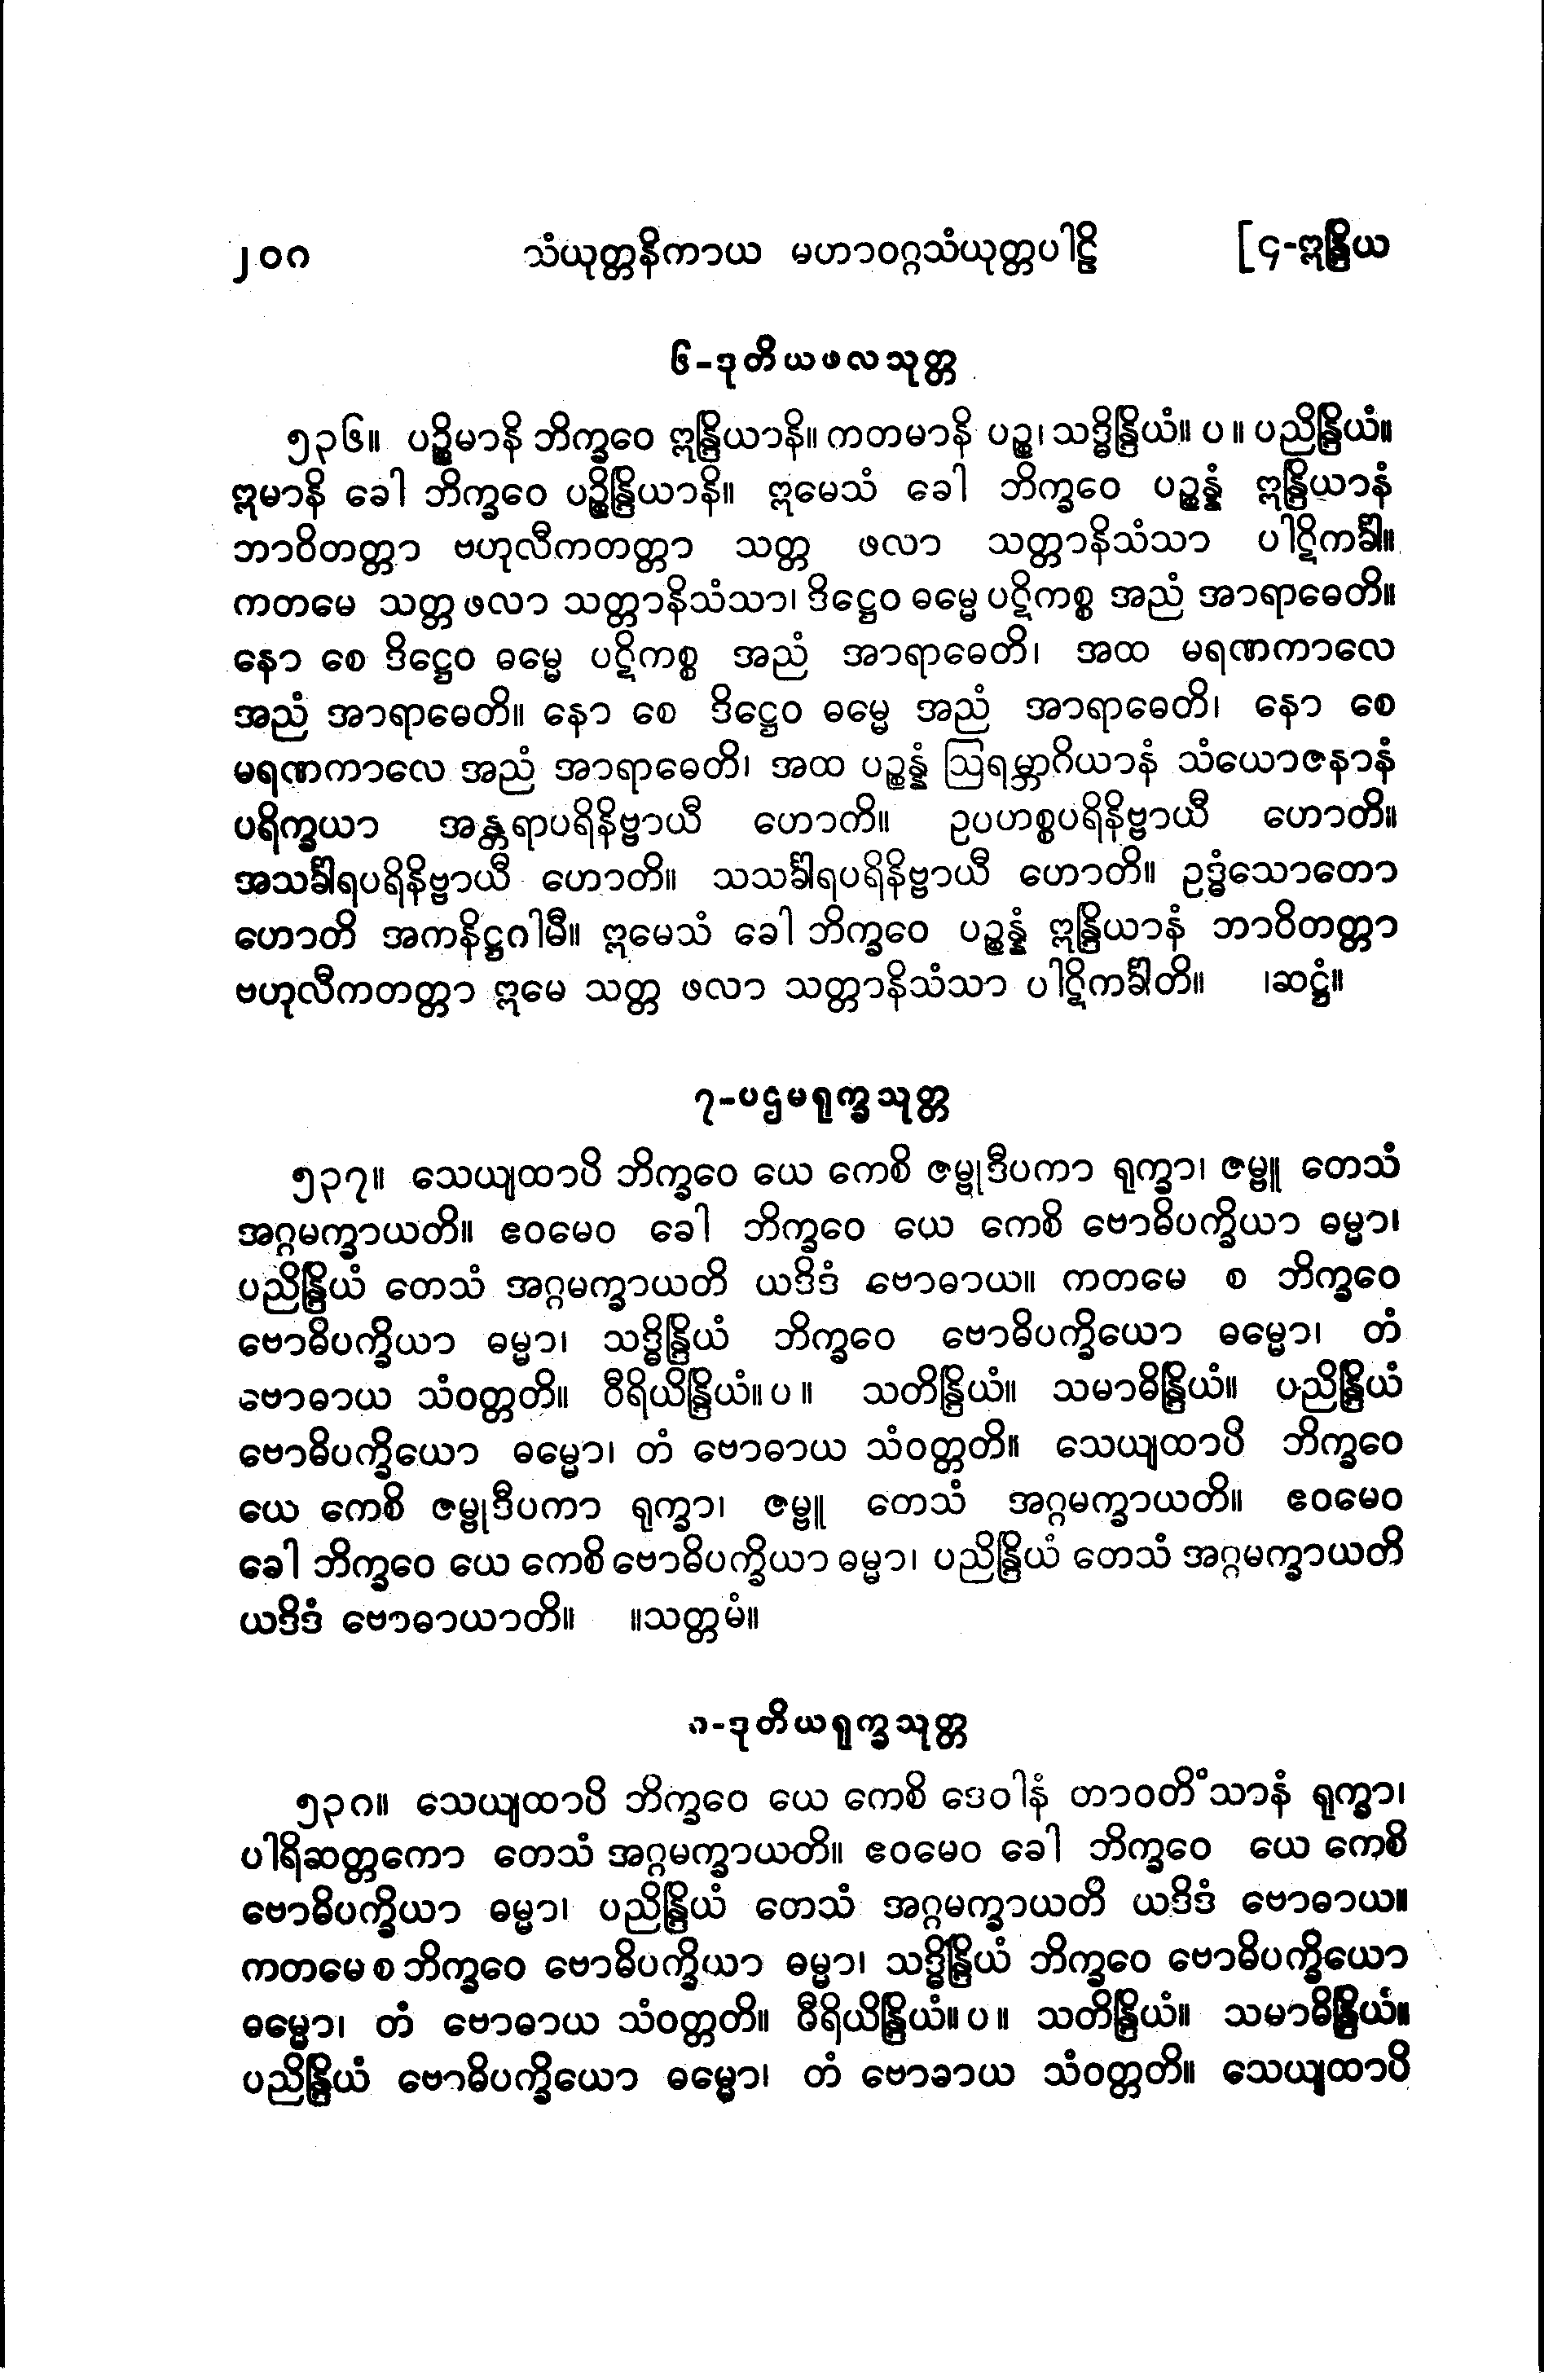 ၂၀၈ သံယုတ္တနိကာယ မဟာဝဂ္ဂသံယုတ္တပါဠိ [၄-ဣန္ဒြိယ
၆-ဒုတိယဖလသုတ္တ
၅၃၆။ ပဉ္စိမာနိ ဘိက္ခဝေ ဣန္ဒြိယာနိ။ ကတမာနိ ပဉ္စ၊ သဒ္ဓိန္ဒြိယံ။ ပ ။ ပညိန္ဒြိယံ။
ဣမာနိ ခေါ ဘိက္ခဝေ ပဉ္စိန္ဒြိယာနိ။ ဣမေသံ ခေါ ဘိက္ခဝေ ပဉ္စန္နံ ဣန္ဒြိယာနံ
ဘာဝိတတ္တာ ဗဟုလီကတတ္တာ သတ္တ ဖလာ သတ္တာနိသံသာ ပါဋိကင်္ခါ။
ကတမေ သတ္တ ဖလာ သတ္တာနိသံသာ၊ ဒိဋ္ဌေဝ ဓမ္မေ ပဋိကစ္စ အညံ အာရာဓေတိ။
နော စေ ဒိဋ္ဌေဝ ဓမ္မေ ပဋိကစ္စ အညံ အာရာဓေတိ၊ အထ မရဏကာလေ
အညံ အာရာဓေတိ။ နော စေ ဒိဋ္ဌေဝ ဓမ္မေ အညံ အာရာဓေတိ၊ နော စေ
မရဏကာလေ အညံ အာရာဓေတိ၊ အထ ပဉ္စန္နံ ဩရမ္ဘာဂိယာနံ သံယောဇနာနံ
ပရိက္ခယာ အန္တရာပရိနိဗ္ဗာယီ ဟောကိ။ ဥပဟစ္စပရိနိဗ္ဗာယီ ဟောတိ။
အသင်္ခါရပရိနိဗ္ဗာယီ ဟောတိ။ သသင်္ခါရပရိနိဗ္ဗာယီ ဟောတိ။ ဥဒ္ဓံသောတော
ဟောတိ အကနိဋ္ဌဂါမီ။ ဣမေသံ ခေါ ဘိက္ခဝေ ပဉ္စန္နံ ဣန္ဒြိယာနံ ဘာဝိတတ္တာ
ဗဟုလီကတတ္တာ ဣမေ သတ္တ ဖလာ သတ္တာနိသံသာ ပါဋိကင်္ခါတိ။ ၊ဆဋ္ဌံ။
၇-ပဌမရုက္ခသုတ္တ
၅၃၇။ သေယျထာပိ ဘိက္ခဝေ ယေ ကေစိ ဇမ္ဗုဒီပကာ ရုက္ခာ၊ ဇမ္ဗူ တေသံ
အဂ္ဂမက္ခာယတိ။ ဧဝမေဝ ခေါ ဘိက္ခဝေ ယေ ကေစိ ဗောဓိပက္ခိယာ ဓမ္မာ၊
ပညိန္ဒြိယံ တေသံ အဂ္ဂမက္ခာယတိ ယဒိဒံ ဗောဓာယ။ ကတမေ စ ဘိက္ခဝေ
ဗောဓိပက္ခိယာ ဓမ္မာ၊ သဒ္ဓိန္ဒြိယံ ဘိက္ခဝေ ဗောဓိပက္ခိယော ဓမ္မော၊ တံ
ဗောဓာယ သံဝတ္တတိ။ ဝီရိယိန္ဒြိယံ။ ပ ။ သတိန္ဒြိယံ။ သမာဓိန္ဒြိယံ။ ပညိန္ဒြိယံ
ဗောဓိပက္ခိယော ဓမ္မော၊ တံ ဗောဓာယ သံဝတ္တတိ။ သေယျထာပိ ဘိက္ခဝေ
ယေ ကေစိ ဇမ္ဗုဒီပကာ ရုက္ခာ၊ ဇမ္ဗူ တေသံ အဂ္ဂမက္ခာယတိ။ ဧဝမေဝ
ခေါ ဘိက္ခဝေ ယေ ကေစိ ဗောဓိပက္ခိယာ ဓမ္မာ၊ ပညိန္ဒြိယံ တေသံ အဂ္ဂမက္ခာယတိ
ယဒိဒံ ဗောဓာယာတိ။ ။သတ္တမံ။
၈-ဒုတိယရုက္ခသုတ္တ
၅၃၈။ သေယျထာပိ ဘိက္ခဝေ ယေ ကေစိ ဒေဝါနံ တာဝတိံသာနံ ရုက္ခာ၊
ပါရိဆတ္တကော တေသံ အဂ္ဂမက္ခာယတိ။ ဧဝမေဝ ခေါ ဘိက္ခဝေ ယေ ကေစိ
ဗောဓိပက္ခိယာ ဓမ္မာ၊ ပညိန္ဒြိယံ တေသံ အဂ္ဂမက္ခာယတိ ယဒိဒံ ဗောဓာယ။
ကတမေ စ ဘိက္ခဝေ ဗောဓိပက္ခိယာ ဓမ္မာ၊ သဒ္ဓိန္ဒြိယံ ဘိက္ခဝေ ဗောဓိပက္ခိယော
ဓမ္မော၊ တံ ဗောဓာယ သံဝတ္တတိ။ ဝီရိယိန္ဒြိယံ။ ပ ။ သတိန္ဒြိယံ။ သမာဓိန္ဒြိယံ။
ပညိန္ဒြိယံ ဗောဓိပက္ခိယော ဓမ္မော၊ တံ ဗောဓာယ သံဝတ္တတိ။ သေယျထာပိ